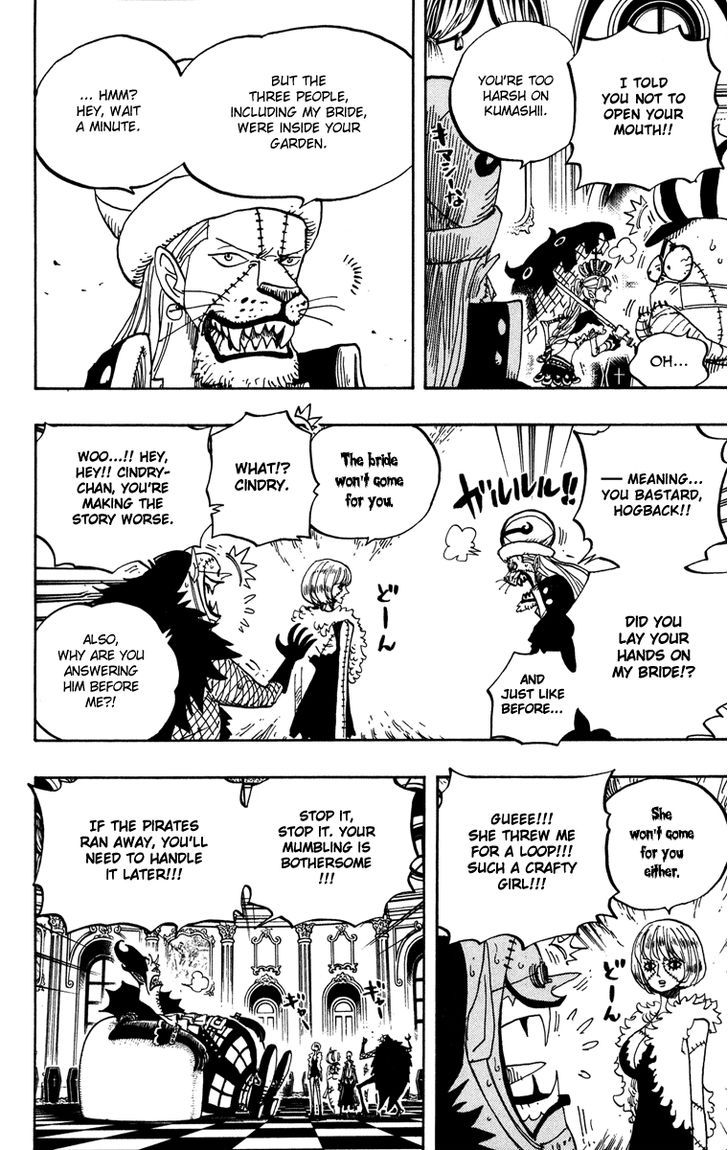 I TOLD
YOU NOT TO
OPEN YOUR
MOUTH!!
YOU'RE TOO
HARSH ON
KUMASHII.
キマシーな
OH...
BUT THE
THREE PEOPLE,
INCLUDING MY BRIDE,
WERE INSIDE YOUR
GARDEN.
... HMM?
HEY, WAIT
A MINUTE.
— MEANING...
YOU BASTARD,
HOGBACK!!
DID YOU
LAY YOUR
HANDS ON
MY BRIDE!?
AND
JUST LIKE
BEFORE...
ガルルルル!!
The bride
won't come
for you.
どーん
WHAT!?
CINDRY.
WOO...!! HEY,
HEY!! CINDRY-
CHAN, YOU'RE
MAKING THE
STORY WORSE.
ALSO,
WHY ARE YOU
ANSWERING
HIM BEFORE
ME?!
She
won't come
for you
either.
どーん
GUEEE!!!
SHE THREW ME
FOR A LOOP!!!
SUCH A CRAFTY
GIRL!!!
STOP IT,
STOP IT. YOUR
MUMBLING IS
BOTHERSOME
!!!
IF THE PIRATES
RAN AWAY, YOU'LL
NEED TO HANDLE
IT LATER!!!